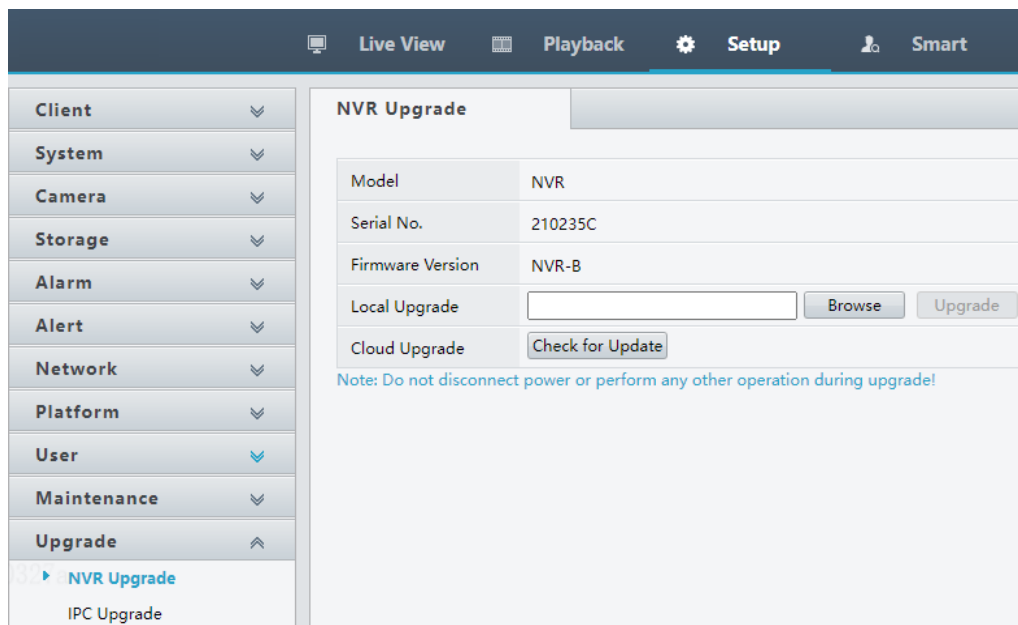 Live View Playback Setup Smart
Client
System
Camera
Storage
Alarm
Alert
Network
Platform
User
Maintenance
Upgrade
NVR Upgrade
IPC Upgrade
NVR Upgrade
Model NVR
Serial No. 210235C
Firmware Version NVR-B
Local Upgrade Browse Upgrade
Cloud Upgrade Check for Update
Note: Do not disconnect power or perform any other operation during upgrade!